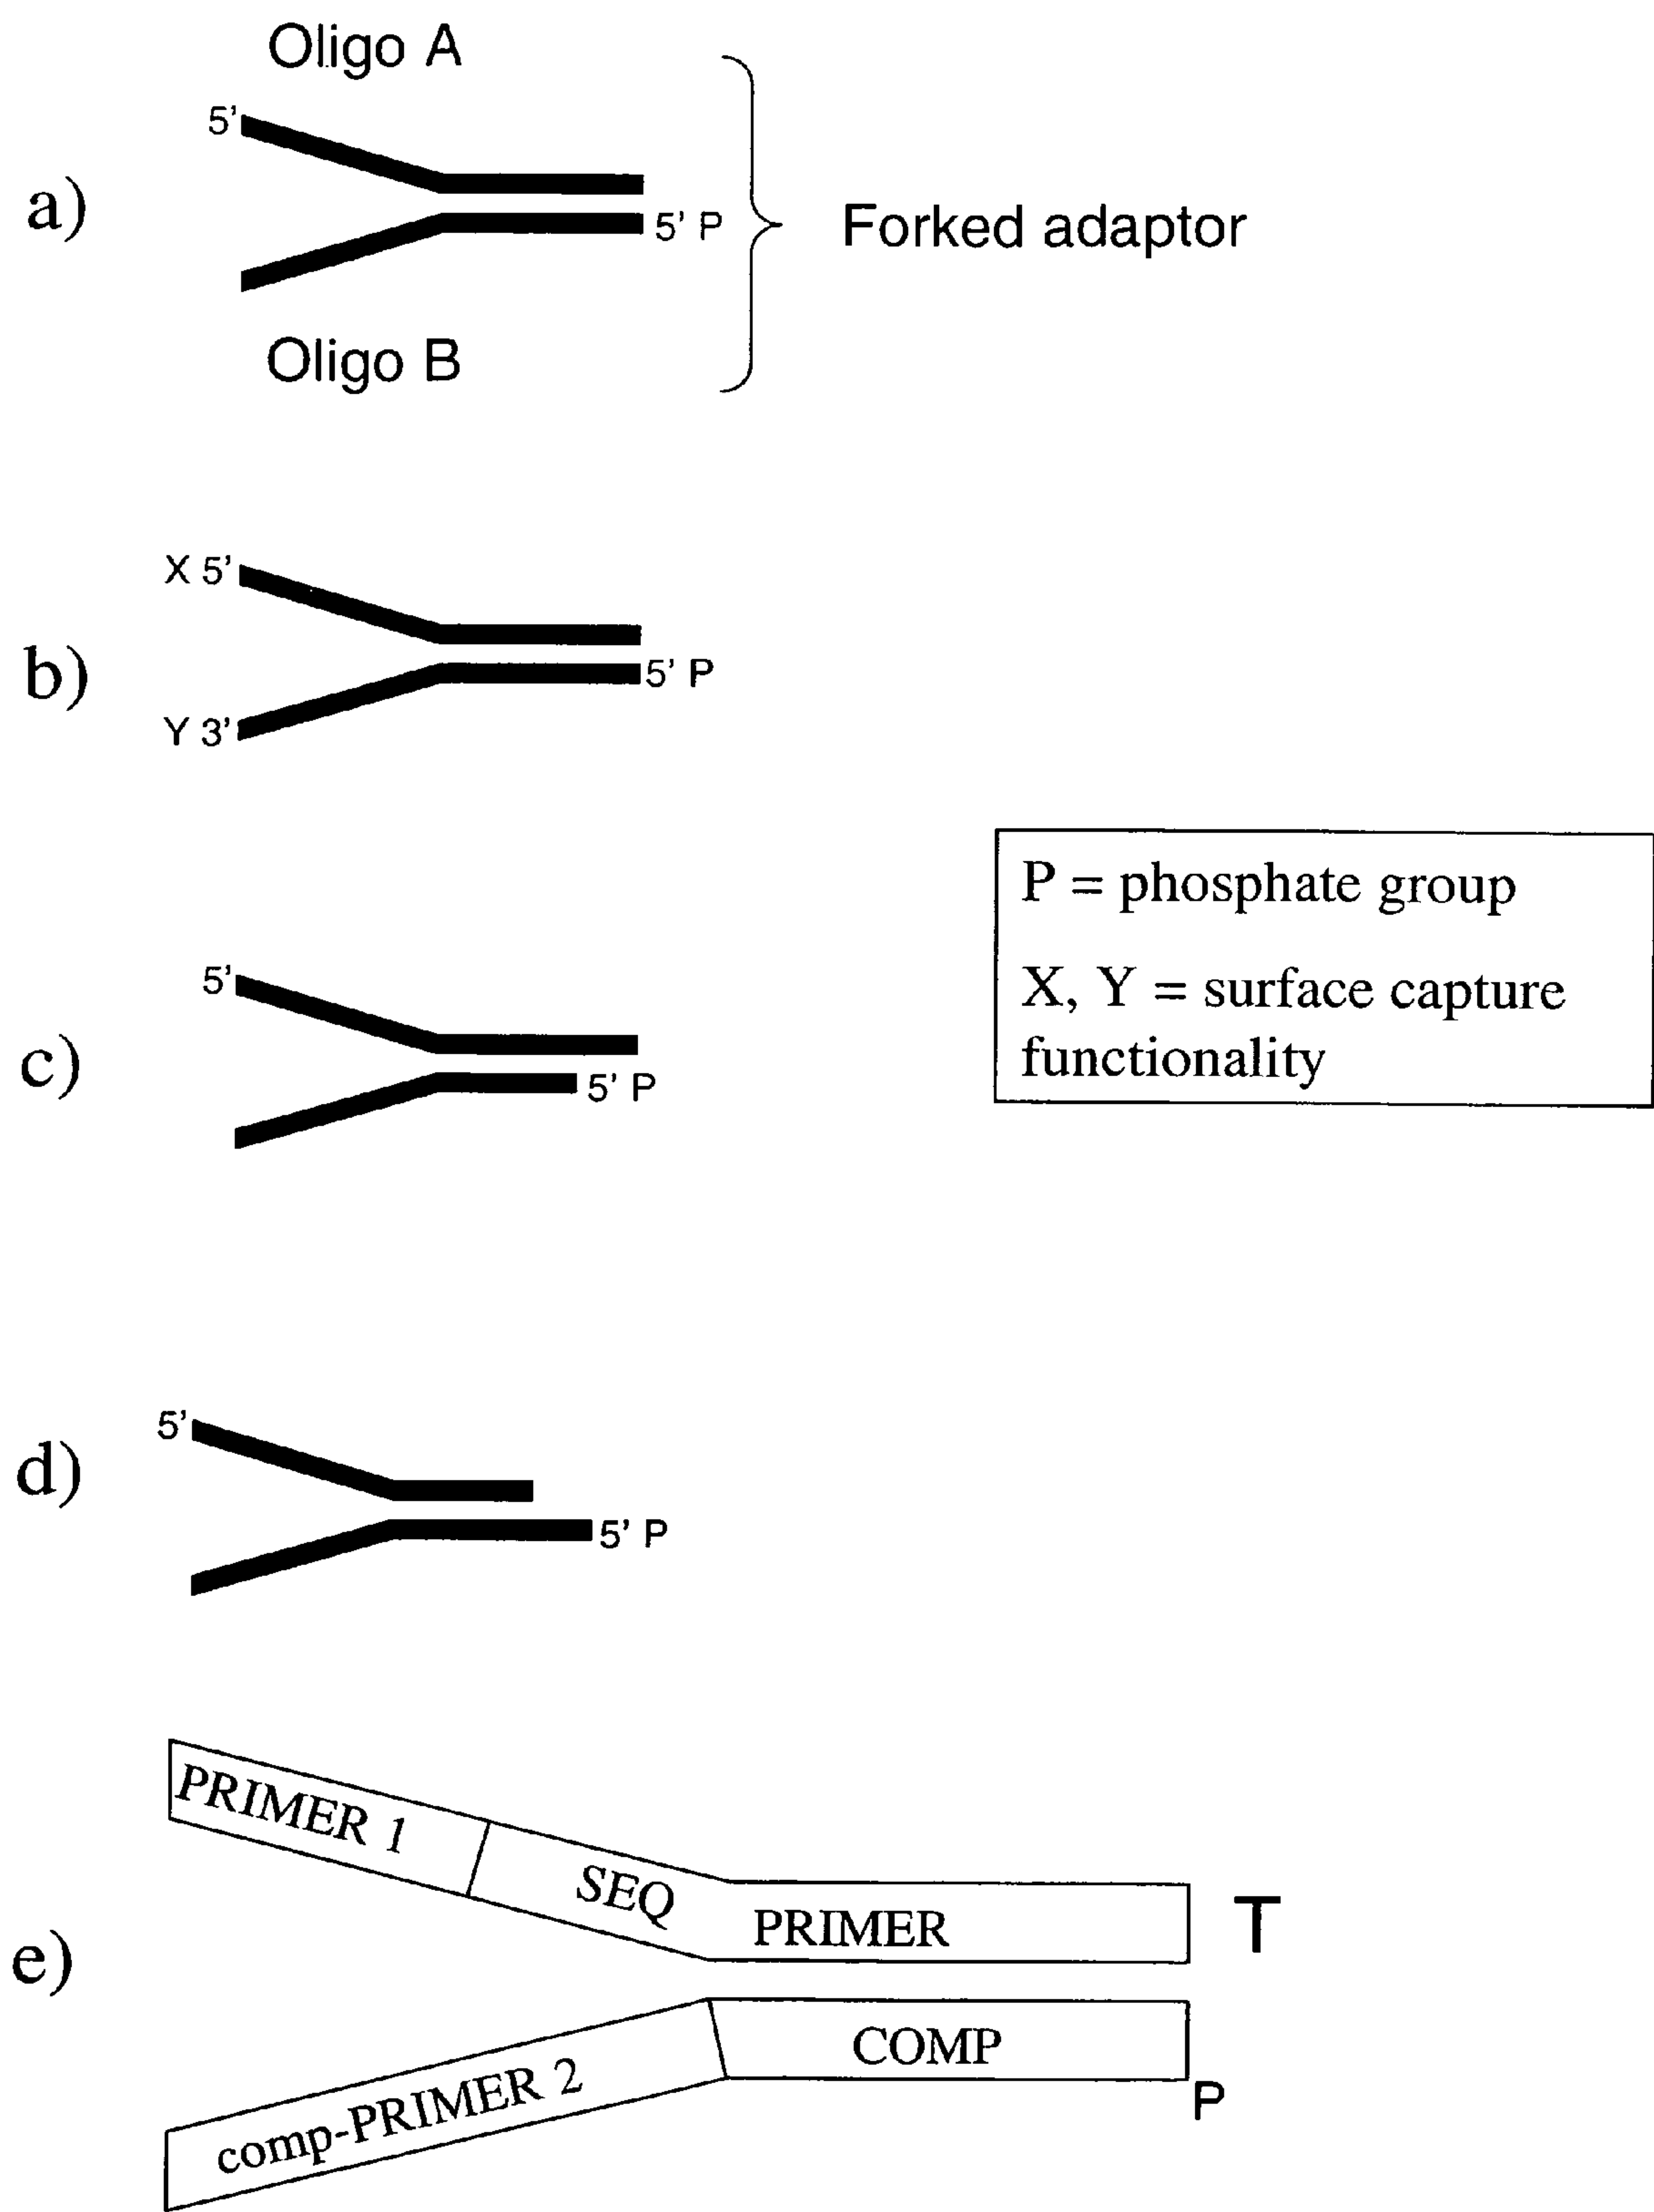 Oligo A
5'
a)
5' P
Forked adaptor
Oligo B
X 5'
b)
5' P
Y 3'
P = phosphate group
X, Y = surface capture
functionality
5'
c)
5' P
5'
d)
5' P
PRIMER 1
SEQ
PRIMER
T
e)
COMP
comp-PRIMER 2
P